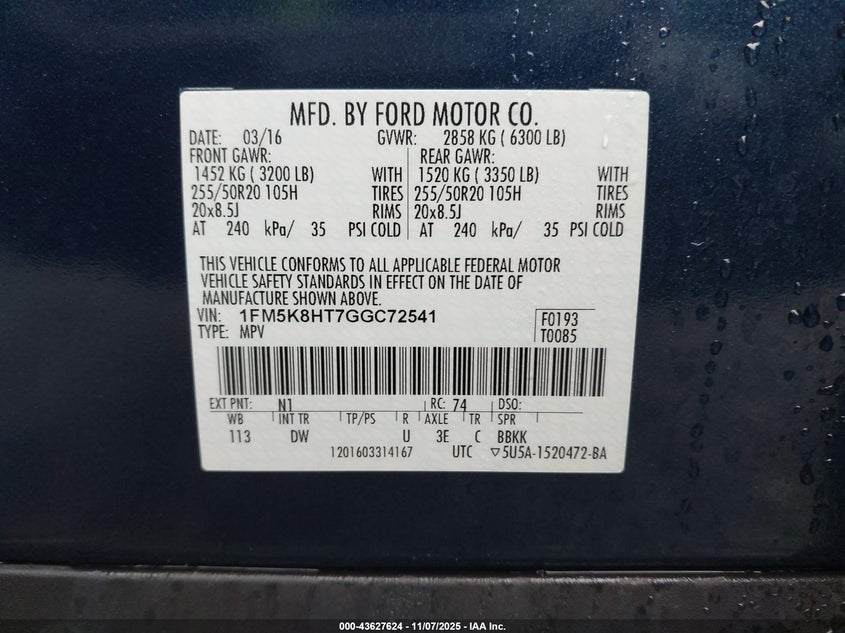 MFD. BY FORD MOTOR CO.
DATE: 03/16 GVWR: 2858 KG ( 6300 LB)
FRONT GAWR: REAR GAWR:
1452 KG ( 3200 LB) WITH 1520 KG ( 3350 LB) WITH
255/50R20 105H TIRES 255/50R20 105H TIRES
20x8.5J RIMS 20x8.5J RIMS
AT 240 kPa/ 35 PSI COLD AT 240 kPa/ 35 PSI COLD
THIS VEHICLE CONFORMS TO ALL APPLICABLE FEDERAL MOTOR
VEHICLE SAFETY STANDARDS IN EFFECT ON THE DATE OF
MANUFACTURE SHOWN ABOVE.
VIN: 1FM5K8HT7GGC72541 F0193
TYPE: MPV T0085
EXT PNT: N1 RC: 74 DSO:
WB INT TR TP/PS R AXLE TR SPR
113 DW U 3E C BBKK
1201603314167 UTC ▽5U5A-1520472-BA
000-43627624 - 11/07/2025 - IAA Inc.